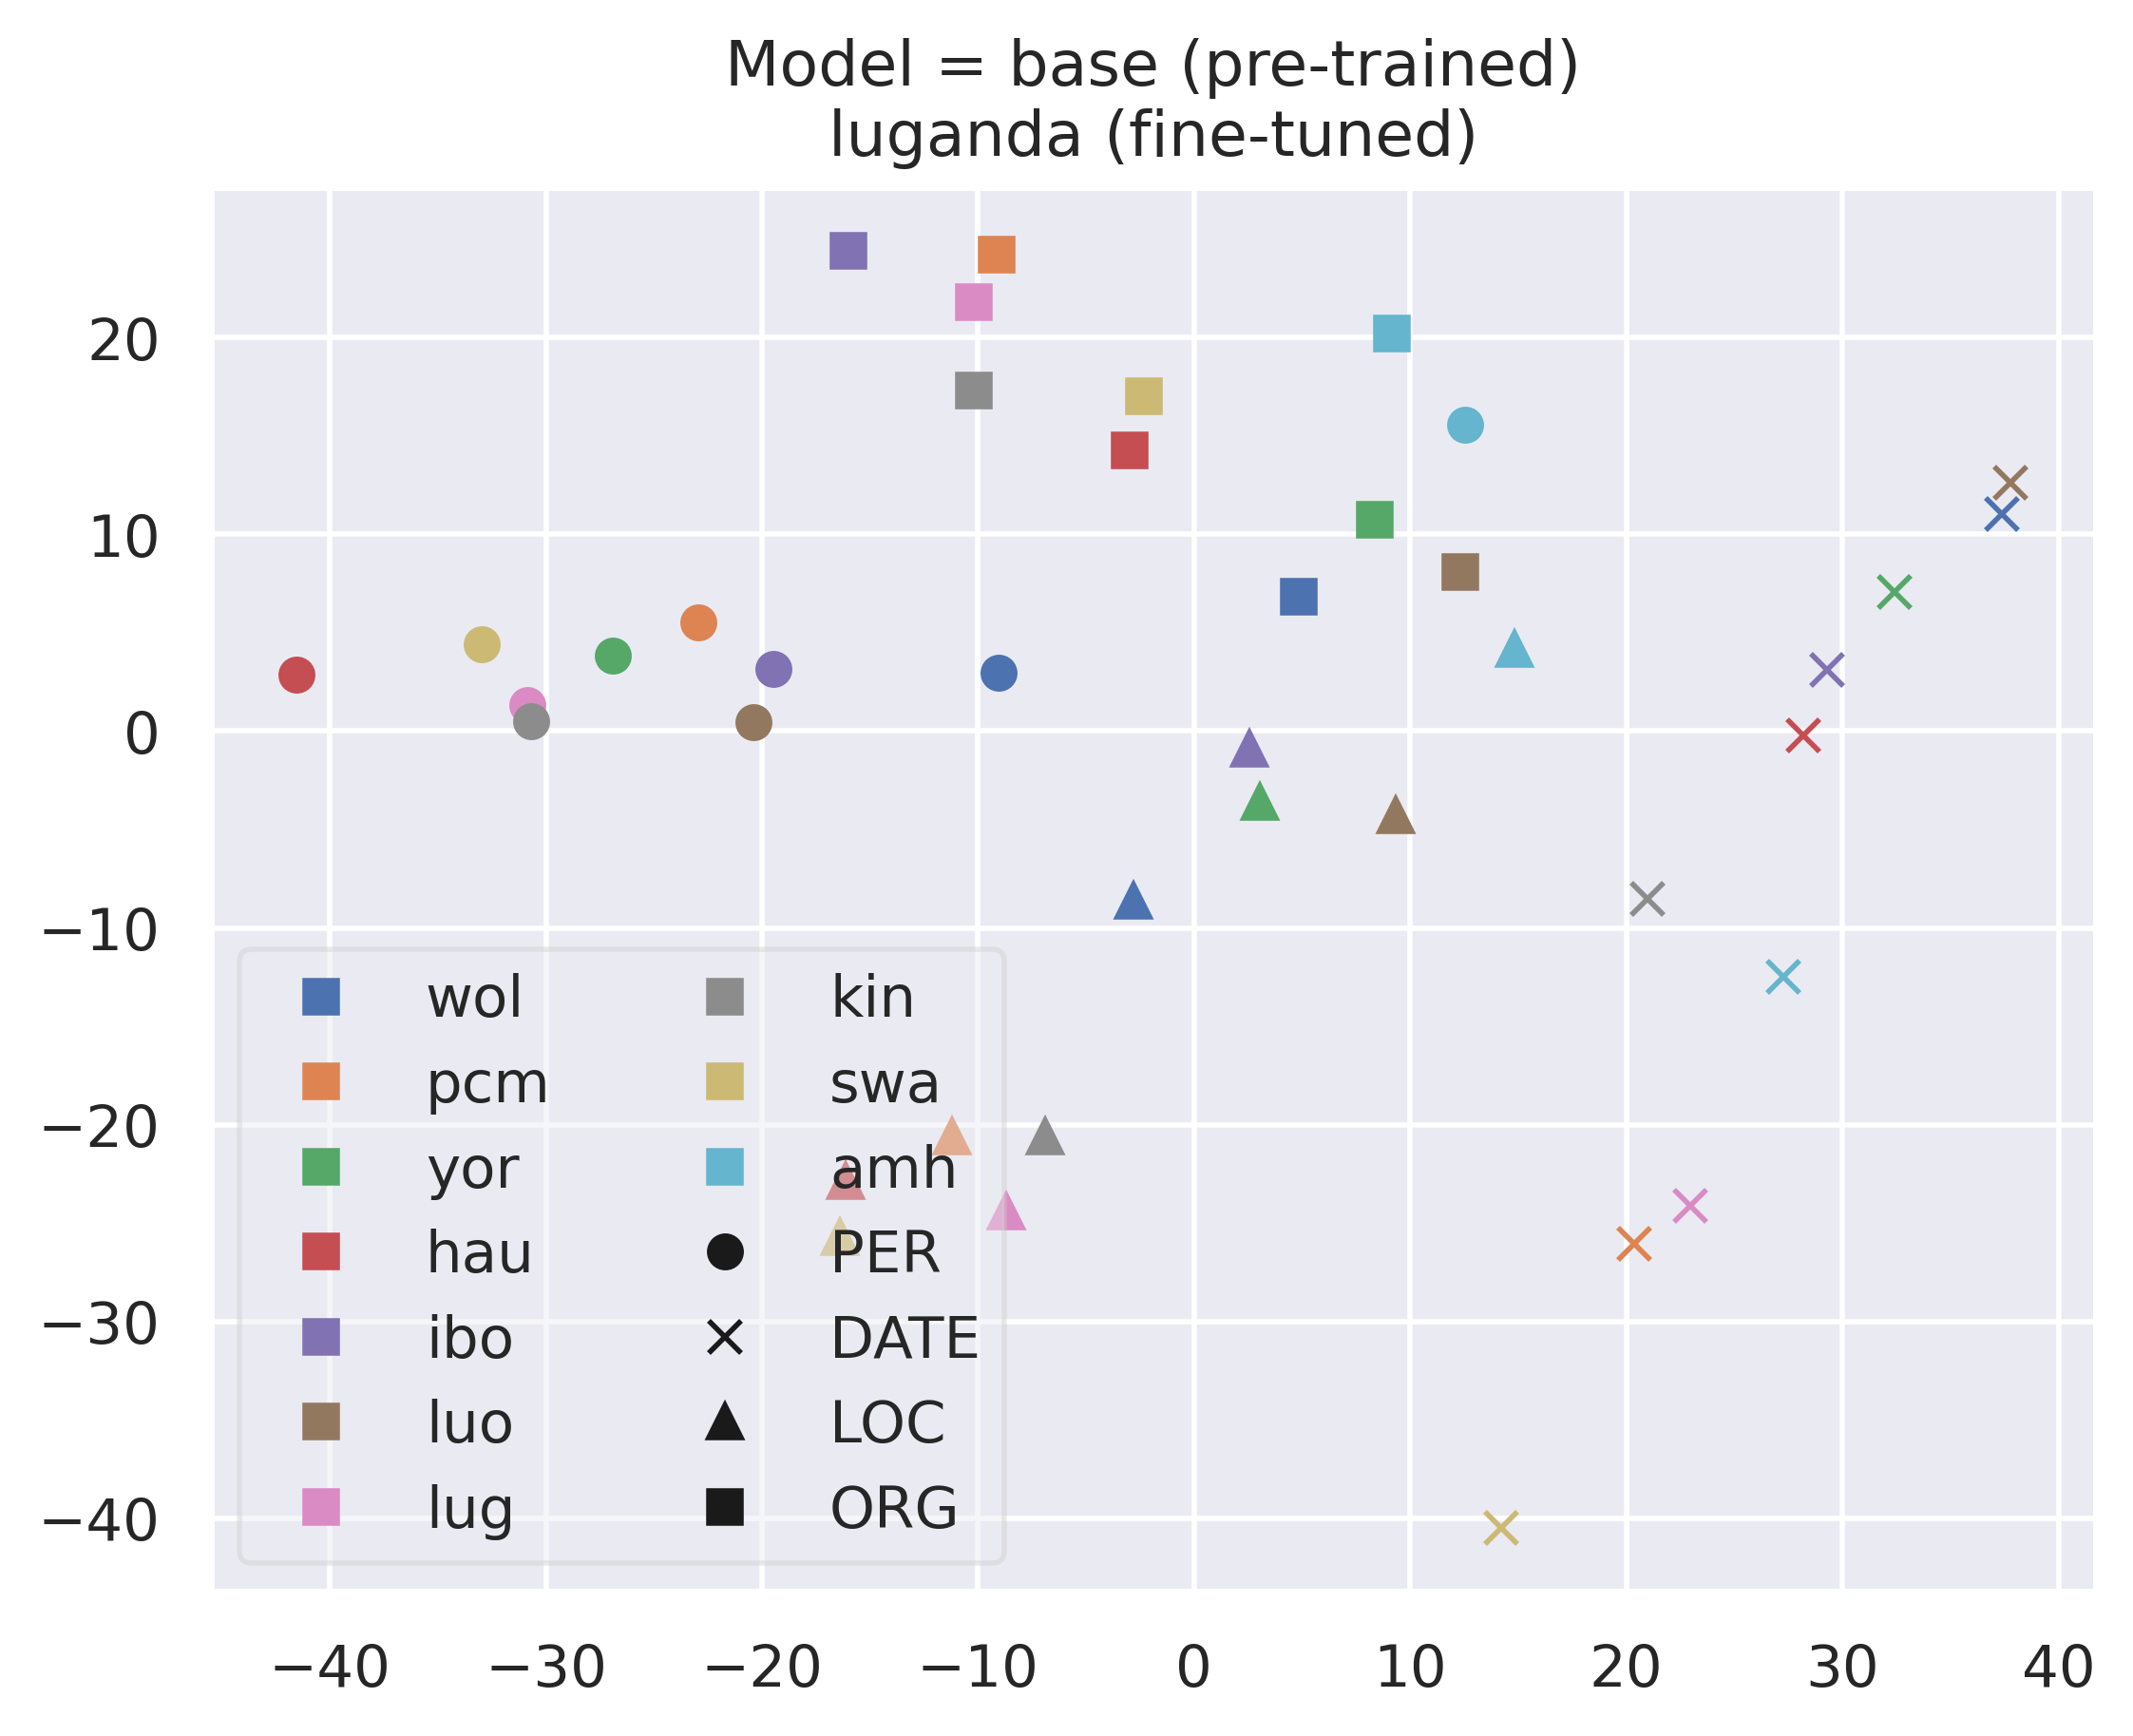 Model = base (pre-trained)
luganda (fine-tuned)
20
10
0
−10
−20
−30
−40
wol
pcm
yor
hau
ibo
luo
lug
kin
swa
amh
PER
DATE
LOC
ORG
−40 −30 −20 −10 0 10 20 30 40